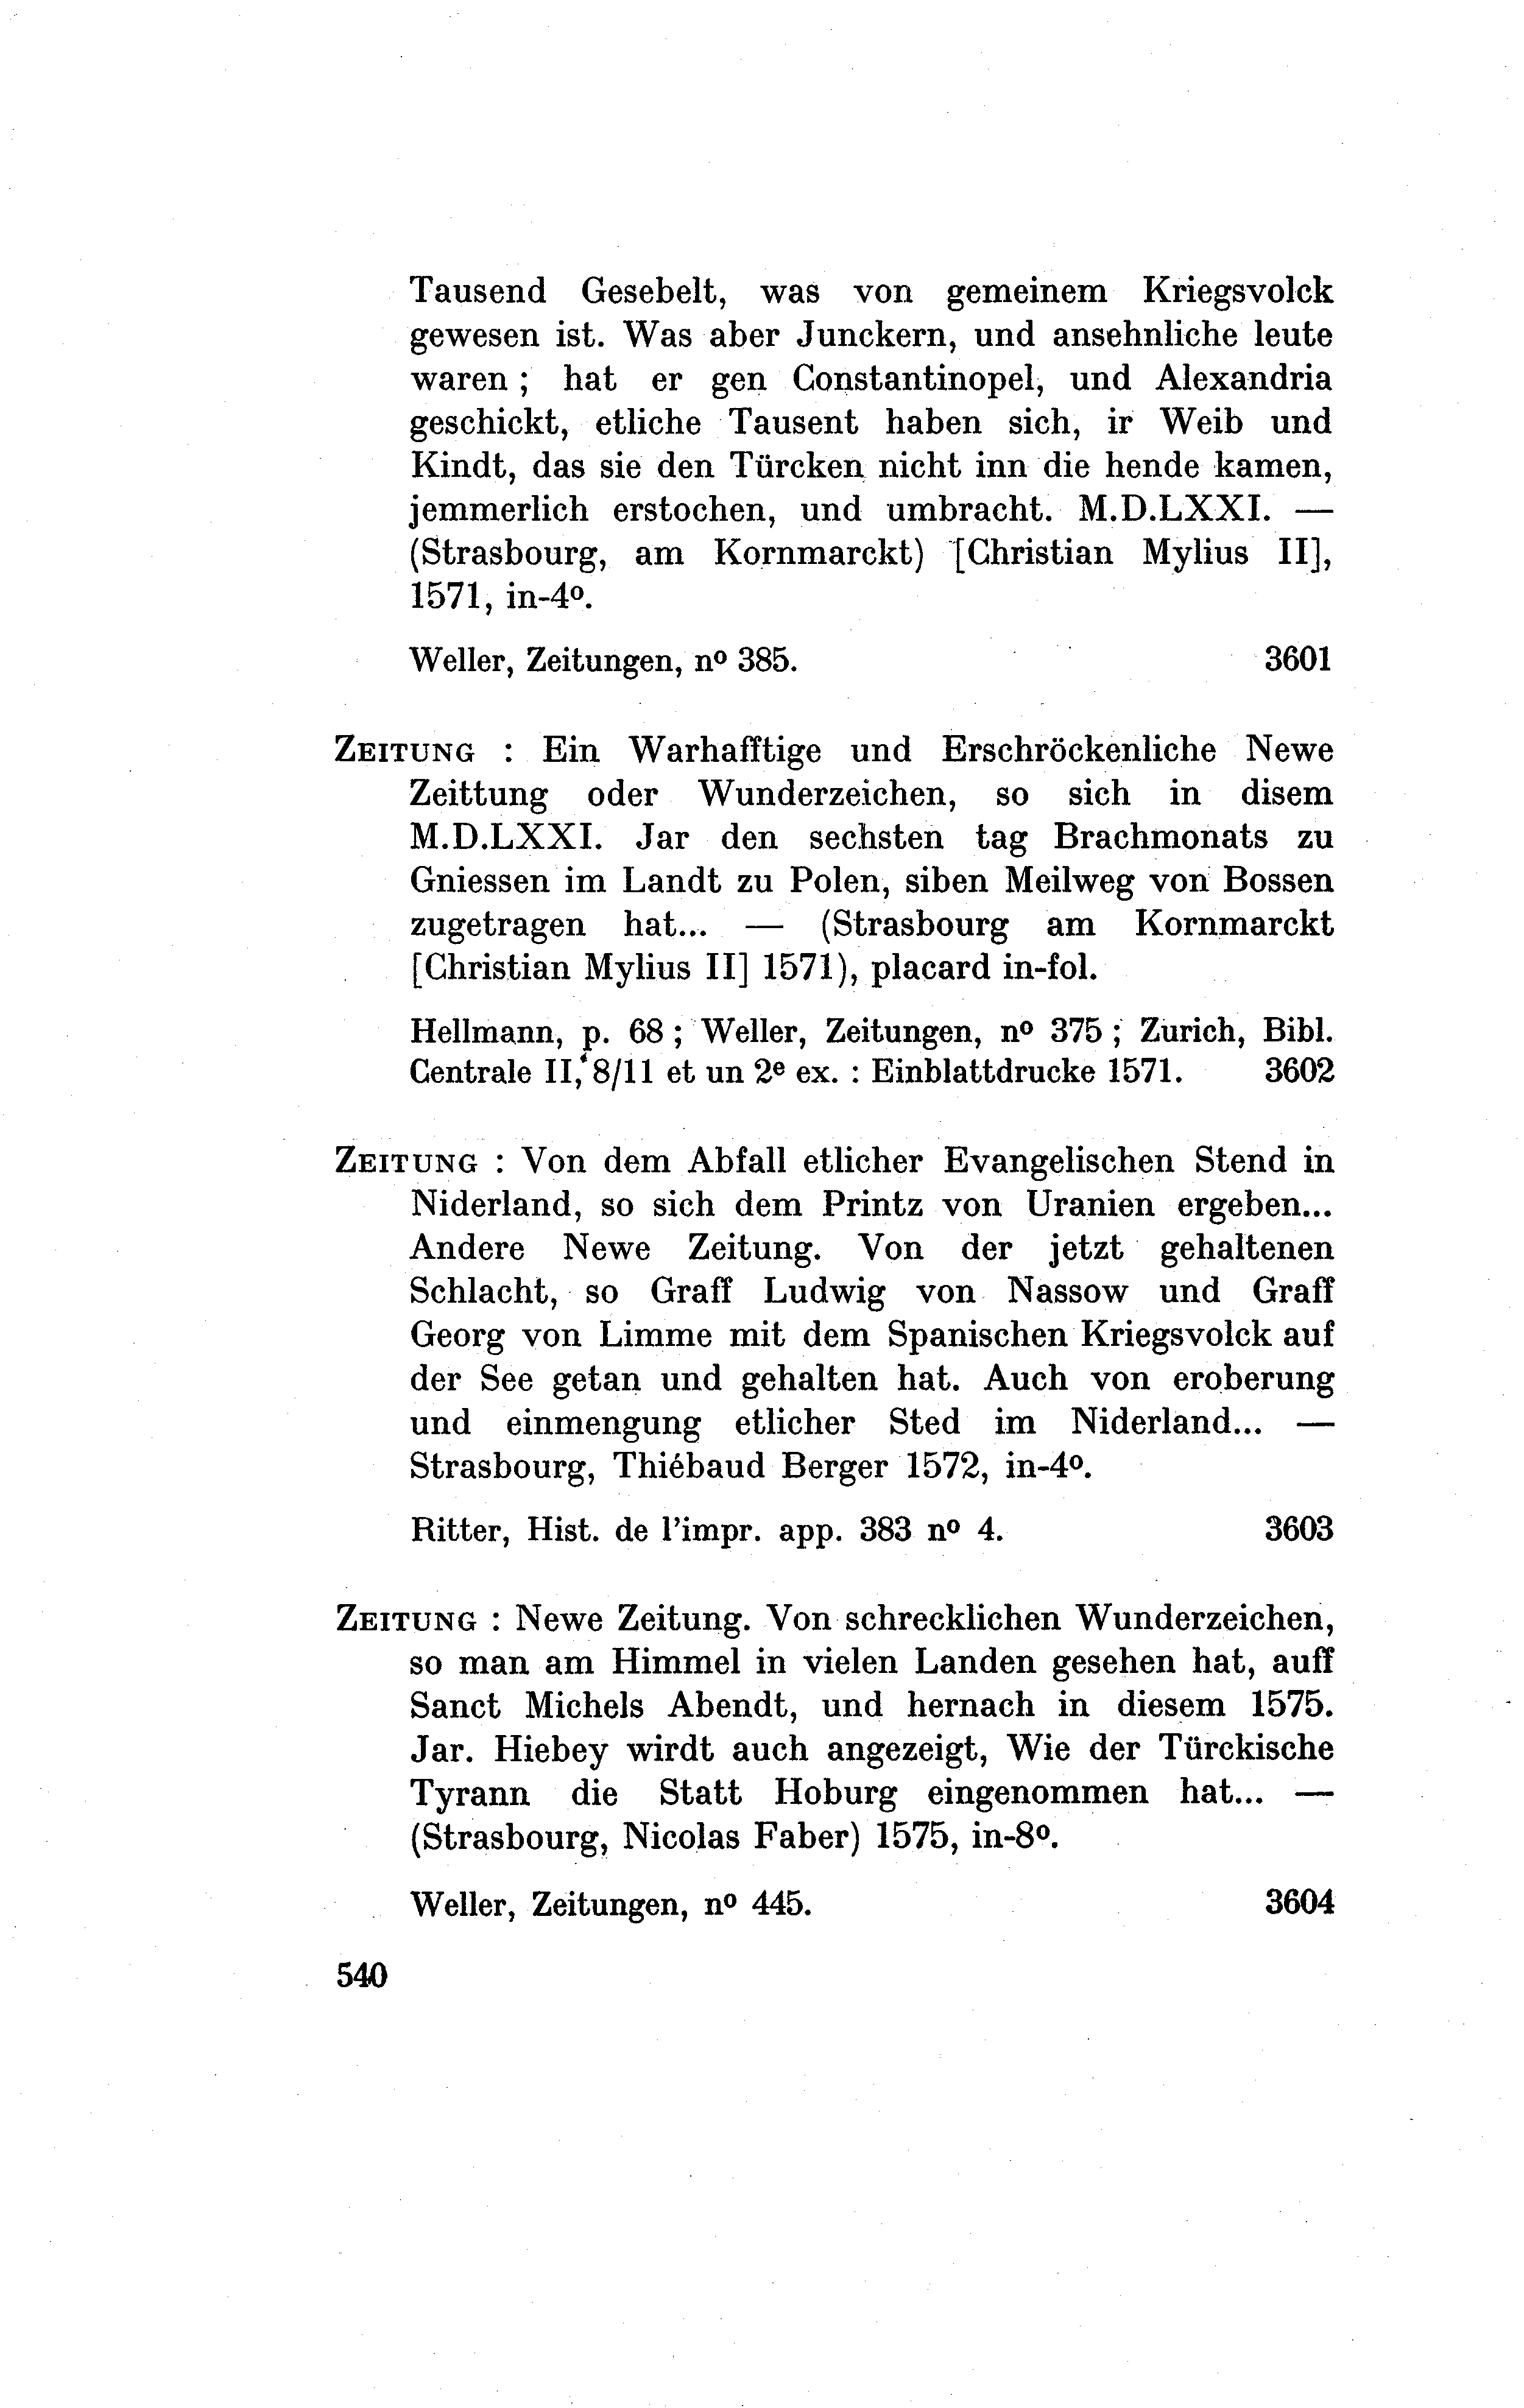 Tausend Gesebelt, was von gemeinem Kriegsvolck
gewesen ist. Was aber Junckern, und ansehnliche leute
waren ; hat er gen Constantinopel, und Alexandria
geschickt, etliche Tausent haben sich, ir Weib und
Kindt, das sie den Türcken nicht inn die hende kamen,
jemmerlich erstochen, und umbracht. M.D.LXXI. —
(Strasbourg, am Kornmarckt) [Christian Mylius II],
1571, in-4º.
Weller, Zeitungen, nº 385. 3601
ZEITUNG : Ein Warhafftige und Erschröckenliche Newe
Zeittung oder Wunderzeichen, so sich in disem
M.D.LXXI. Jar den sechsten tag Brachmonats zu
Gniessen im Landt zu Polen, siben Meilweg von Bossen
zugetragen hat... — (Strasbourg am Kornmarckt
[Christian Mylius II] 1571), placard in-fol.
Hellmann, p. 68 ; Weller, Zeitungen, nº 375 ; Zurich, Bibl.
Centrale II, 8/11 et un 2e ex. : Einblattdrucke 1571. 3602
ZEITUNG : Von dem Abfall etlicher Evangelischen Stend in
Niderland, so sich dem Printz von Uranien ergeben...
Andere Newe Zeitung. Von der jetzt gehaltenen
Schlacht, so Graff Ludwig von Nassow und Graff
Georg von Limme mit dem Spanischen Kriegsvolck auf
der See getan und gehalten hat. Auch von eroberung
und einmengung etlicher Sted im Niderland... —
Strasbourg, Thiébaud Berger 1572, in-4º.
Ritter, Hist. de l'impr. app. 383 nº 4. 3603
ZEITUNG : Newe Zeitung. Von schrecklichen Wunderzeichen,
so man am Himmel in vielen Landen gesehen hat, auff
Sanct Michels Abendt, und hernach in diesem 1575.
Jar. Hiebey wirdt auch angezeigt, Wie der Türckische
Tyrann die Statt Hoburg eingenommen hat... —
(Strasbourg, Nicolas Faber) 1575, in-8º.
Weller, Zeitungen, nº 445. 3604
540